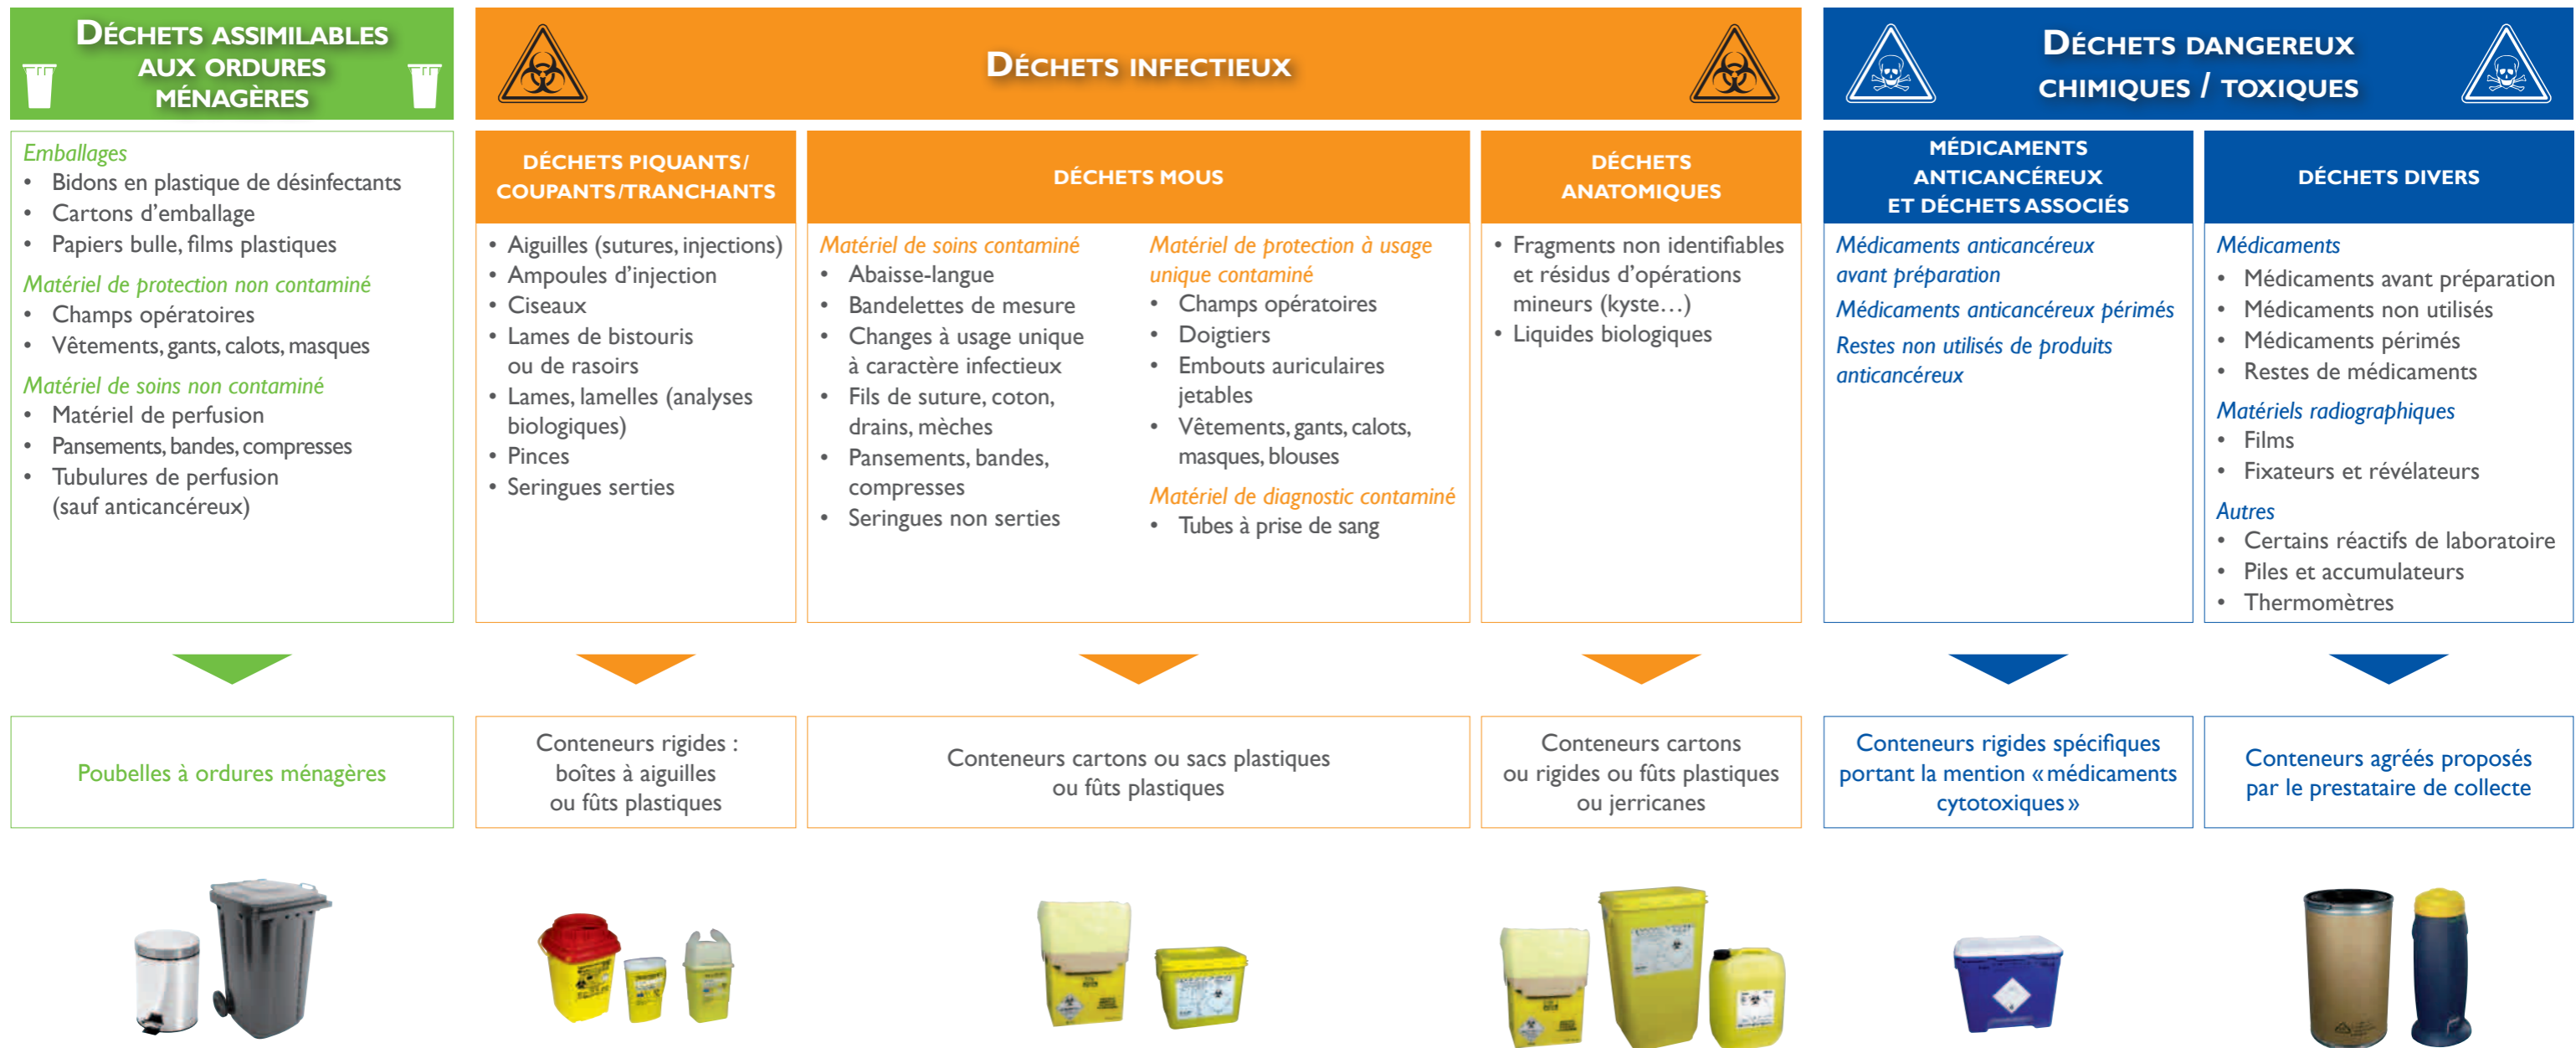 DÉCHETS ASSIMILABLES
AUX ORDURES
MÉNAGÈRES
Emballages
• Bidons en plastique de désinfectants
• Cartons d’emballage
• Papiers bulle, films plastiques
Matériel de protection non contaminé
• Champs opératoires
• Vêtements, gants, calots, masques
Matériel de soins non contaminé
• Matériel de perfusion
• Pansements, bandes, compresses
• Tubulures de perfusion
(sauf anticancéreux)
Poubelles à ordures ménagères
DÉCHETS INFECTIEUX
DÉCHETS PIQUANTS/
COUPANTS/TRANCHANTS
• Aiguilles (sutures, injections)
• Ampoules d’injection
• Ciseaux
• Lames de bistouris
ou de rasoirs
• Lames, lamelles (analyses
biologiques)
• Pinces
• Seringues serties
Conteneurs rigides :
boîtes à aiguilles
ou fûts plastiques
DÉCHETS MOUS
Matériel de soins contaminé
• Abaisse-langue
• Bandelettes de mesure
• Changes à usage unique
à caractère infectieux
• Fils de suture, coton,
drains, mèches
• Pansements, bandes,
compresses
• Seringues non serties
Matériel de protection à usage
unique contaminé
• Champs opératoires
• Doigtiers
• Embouts auriculaires
jetables
• Vêtements, gants, calots,
masques, blouses
Matériel de diagnostic contaminé
• Tubes à prise de sang
Conteneurs cartons ou sacs plastiques
ou fûts plastiques
DÉCHETS
ANATOMIQUES
• Fragments non identifiables
et résidus d’opérations
mineurs (kyste…)
• Liquides biologiques
Conteneurs cartons
ou rigides ou fûts plastiques
ou jerricanes
DÉCHETS DANGEREUX
CHIMIQUES / TOXIQUES
MÉDICAMENTS
ANTICANCÉREUX
ET DÉCHETS ASSOCIÉS
Médicaments anticancéreux
avant préparation
Médicaments anticancéreux périmés
Restes non utilisés de produits
anticancéreux
Conteneurs rigides spécifiques
portant la mention «médicaments
cytotoxiques»
DÉCHETS DIVERS
Médicaments
• Médicaments avant préparation
• Médicaments non utilisés
• Médicaments périmés
• Restes de médicaments
Matériels radiographiques
• Films
• Fixateurs et révélateurs
Autres
• Certains réactifs de laboratoire
• Piles et accumulateurs
• Thermomètres
Conteneurs agréés proposés
par le prestataire de collecte